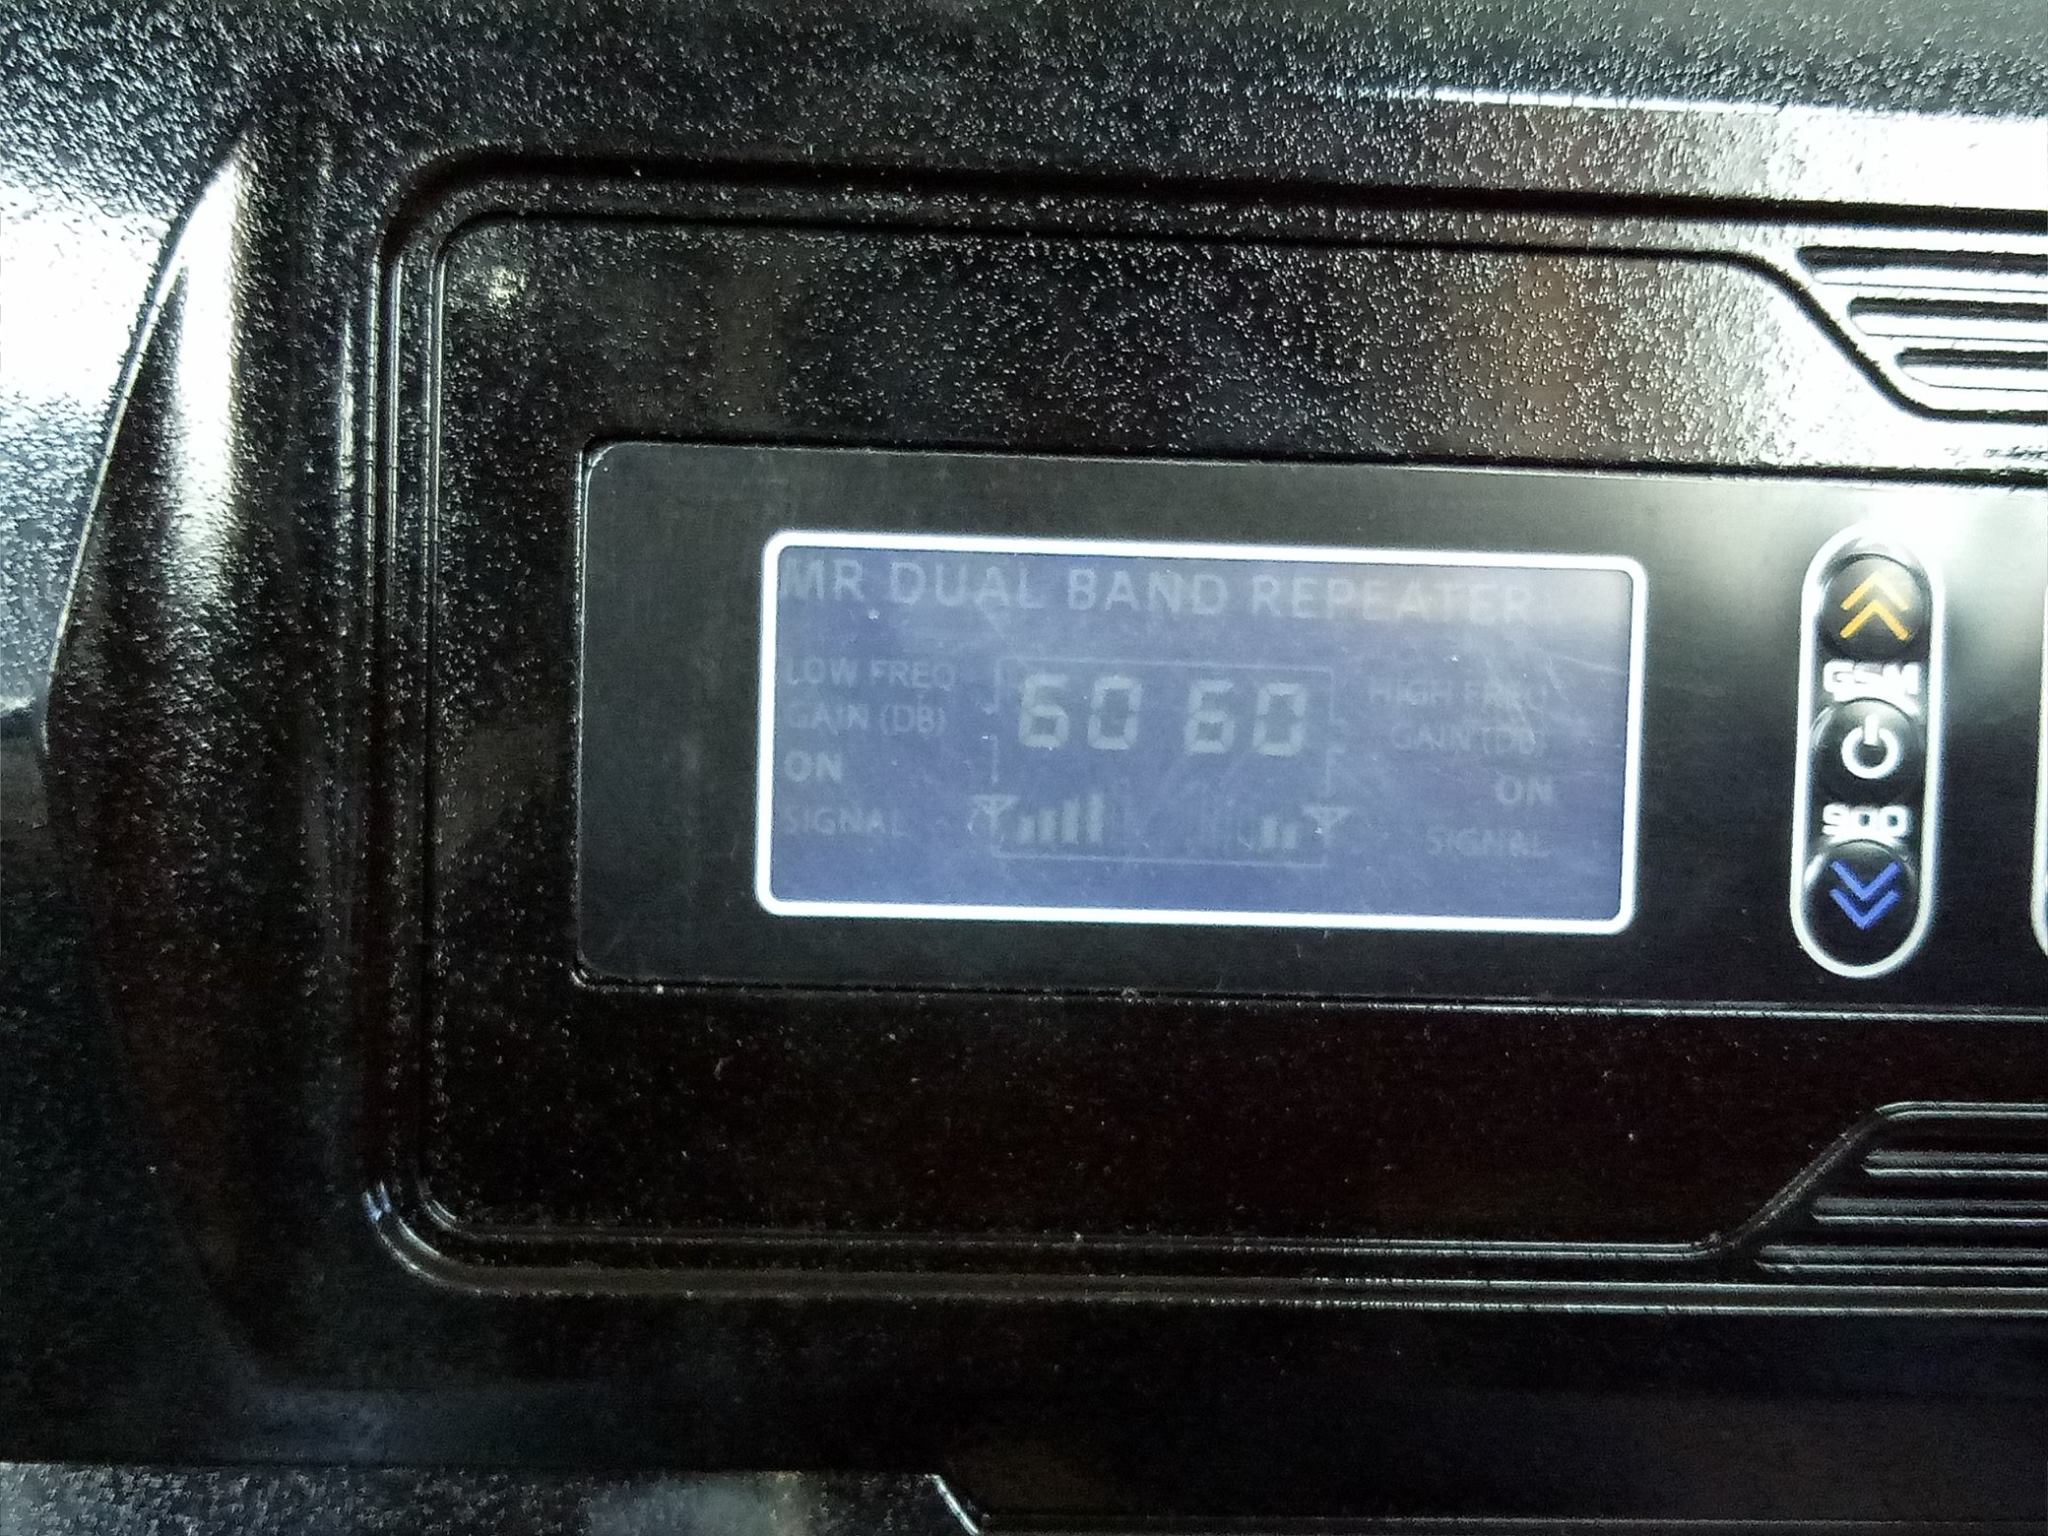 MR DUAL BAND REPEATER
LOW FREQ
GAIN (DB)
60 60
HIGH FREQ
GAIN (DB)
ON
ON
SIGNAL
SIGNAL
GSM
900